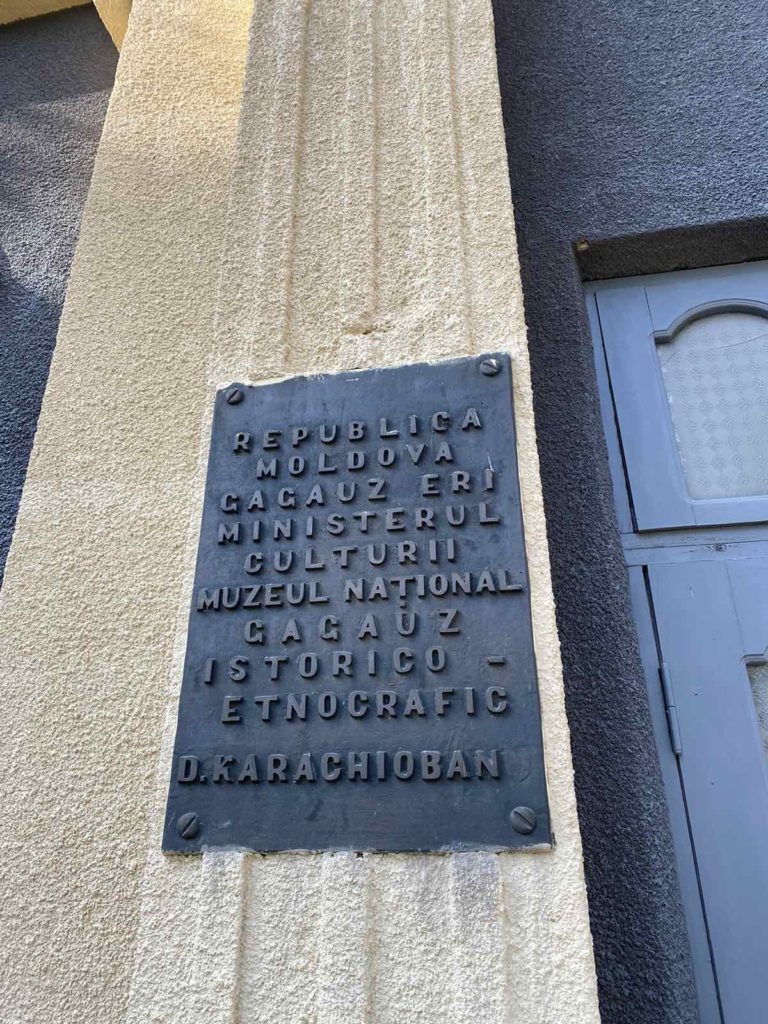 REPUBLICA
MOLDOVA
GAGAUZ ERİ
MINISTERUL
CULTURII
MUZEUL NAȚIONAL
GAGAUZ
ISTORICO -
ETNOGRAFIC
D. KARACHIOBAN